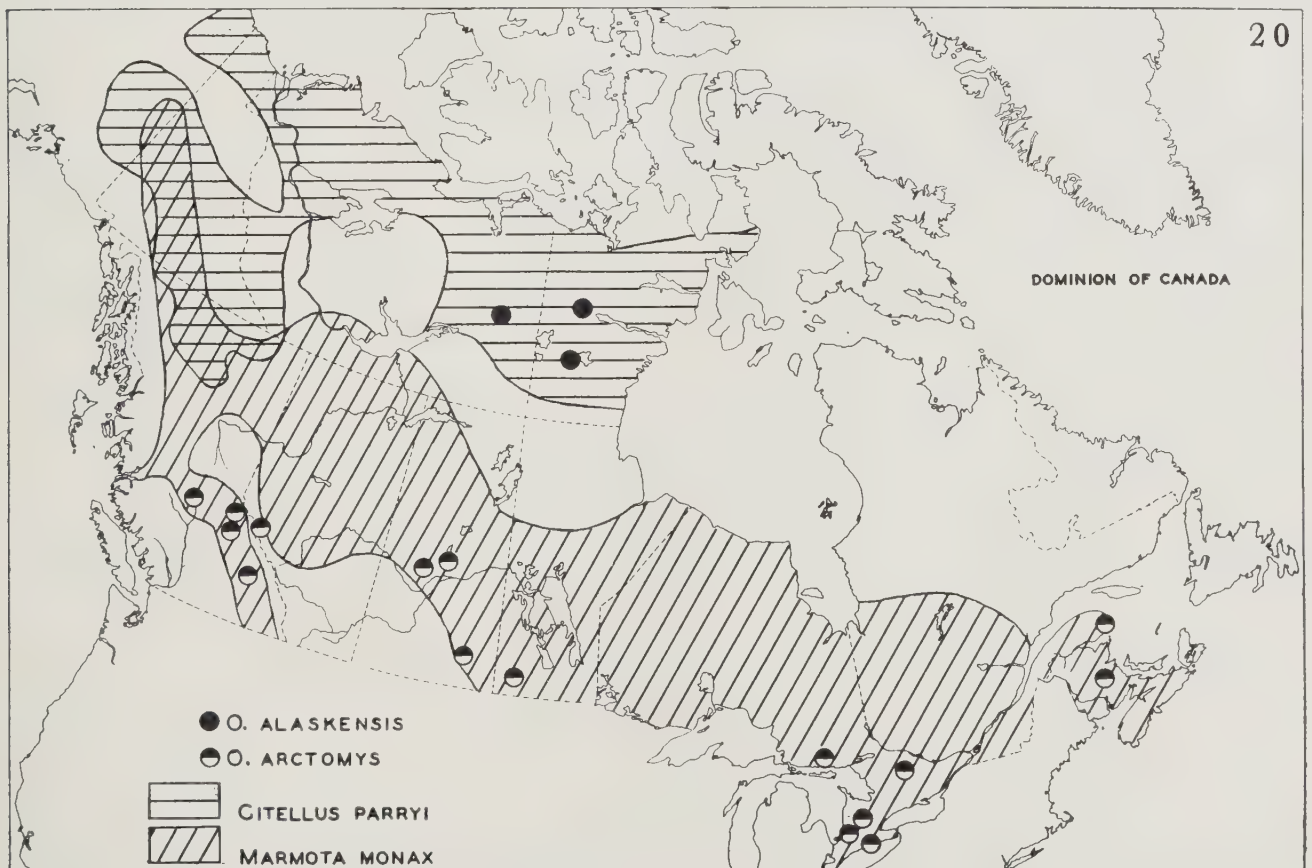 20
DOMINION OF CANADA
O. ALASKENSIS
O. ARCTOMYS
CITELLUS PARRYI
MARMOTA MONAX